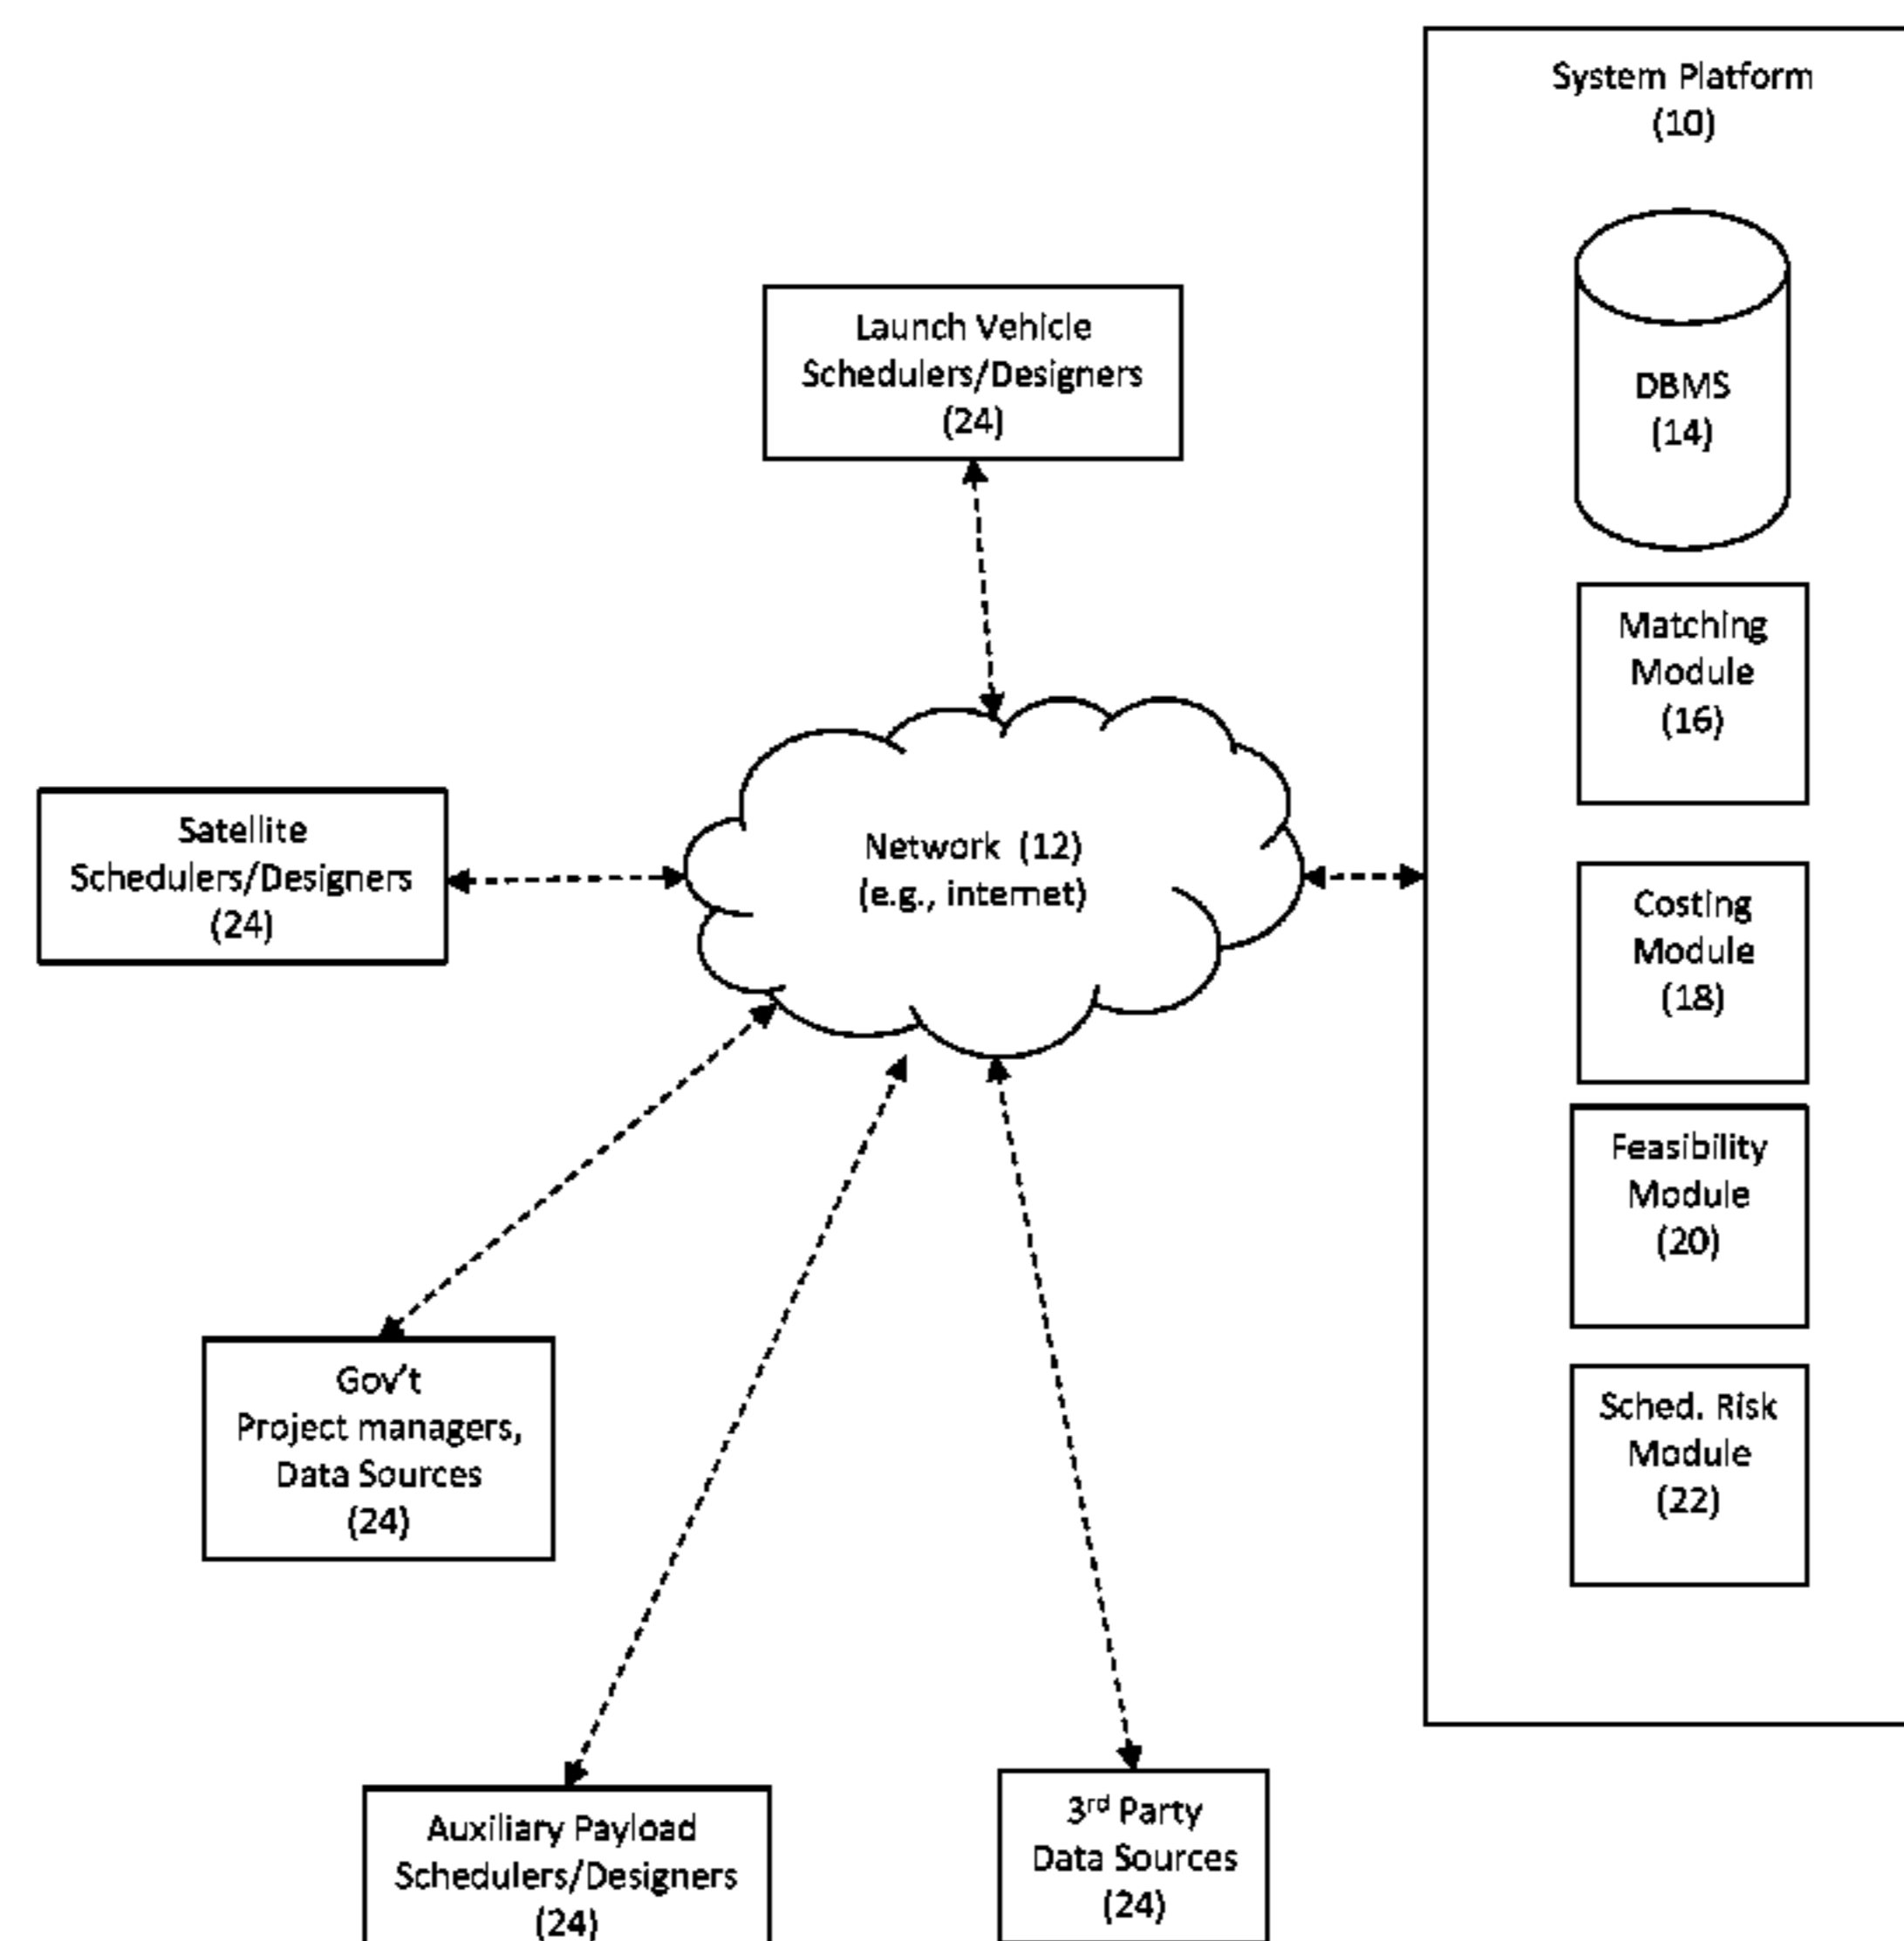 System Platform
(10)
DBMS
(14)
Matching
Module
(16)
Costing
Module
(18)
Feasibility
Module
(20)
Sched. Risk
Module
(22)
Launch Vehicle
Schedulers/Designers
(24)
Satellite
Schedulers/Designers
(24)
Network (12)
(e.g., internet)
Gov't
Project managers,
Data Sources
(24)
Auxiliary Payload
Schedulers/Designers
(24)
3rd Party
Data Sources
(24)